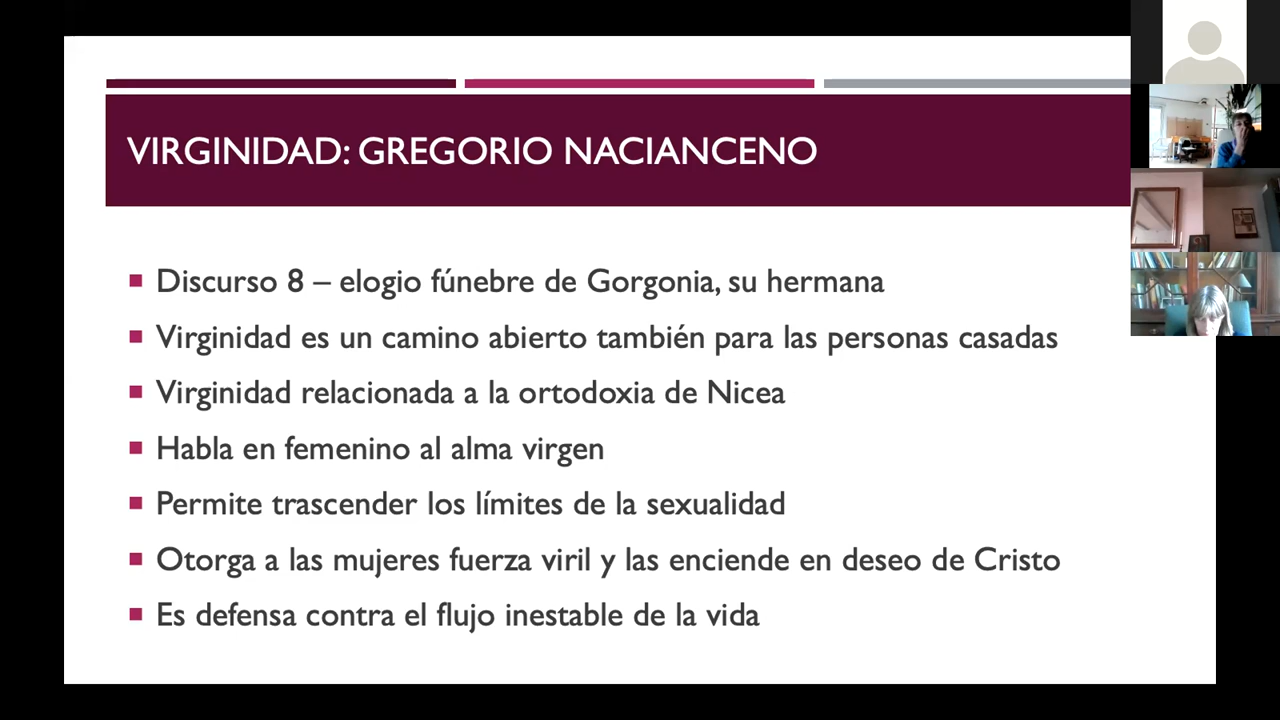 VIRGINIDAD: GREGORIO NACIANCENO
Discurso 8 – elogio fúnebre de Gorgonia, su hermana
Virginidad es un camino abierto también para las personas casadas
Virginidad relacionada a la ortodoxia de Nicea
Habla en femenino al alma virgen
Permite trascender los límites de la sexualidad
Otorga a las mujeres fuerza viril y las enciende en deseo de Cristo
Es defensa contra el flujo inestable de la vida